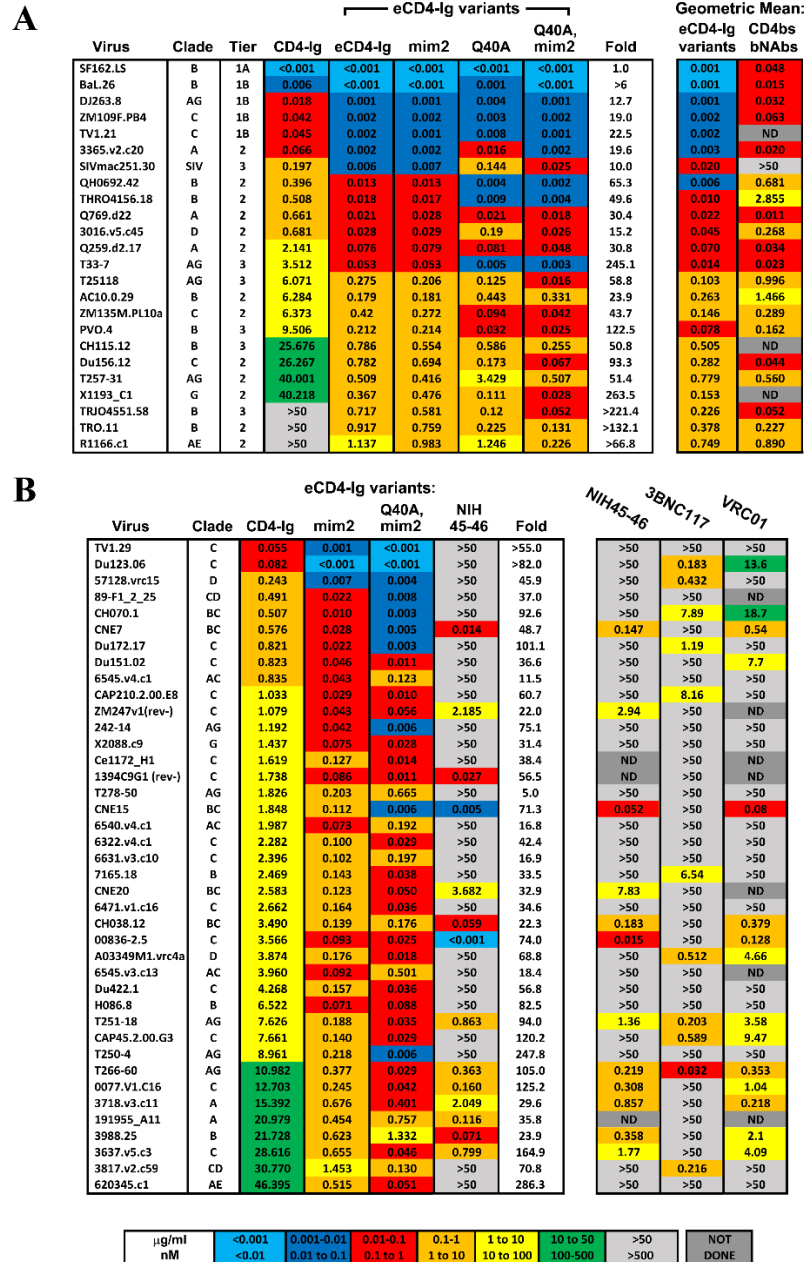 A
eCD4-Ig variants
Geometric Mean:
Q40A, eCD4-Ig CD4bs
Virus Clade Tier CD4-Ig eCD4-Ig mim2 Q40A mim2 Fold variants bNAbs
SF162.LS B 1A <0.001 <0.001 <0.001 <0.001 <0.001 1.0 0.001 0.048
BaL.26 B 1B 0.006 <0.001 <0.001 0.001 <0.001 >6 0.001 0.015
DJ263.8 AG 1B 0.018 0.001 0.001 0.004 0.001 12.7 0.001 0.032
ZM109F.PB4 C 1B 0.042 0.002 0.002 0.003 0.002 19.0 0.002 0.063
TV1.21 C 1B 0.045 0.002 0.001 0.008 0.001 22.5 0.002 ND
3365.v2.c20 A 2 0.066 0.002 0.002 0.016 0.002 19.6 0.003 0.020
SIVmac251.30 SIV 3 0.197 0.006 0.007 0.144 0.025 10.0 0.020 >50
QH0692.42 B 2 0.396 0.013 0.013 0.004 0.002 65.3 0.006 0.681
THRO4156.18 B 2 0.508 0.018 0.017 0.009 0.004 49.6 0.010 2.855
Q769.d22 A 2 0.661 0.021 0.028 0.021 0.018 30.4 0.022 0.011
3016.v5.c45 D 2 0.681 0.028 0.029 0.19 0.026 15.2 0.045 0.268
Q259.d2.17 A 2 2.141 0.076 0.079 0.081 0.048 30.8 0.070 0.034
T33-7 AG 3 3.512 0.053 0.053 0.005 0.003 245.1 0.014 0.023
T25118 AG 3 6.071 0.275 0.206 0.125 0.016 58.8 0.103 0.996
AC10.0.29 B 2 6.284 0.179 0.181 0.443 0.331 23.9 0.263 1.466
ZM135M.PL10a C 2 6.373 0.42 0.272 0.094 0.042 43.7 0.146 0.289
PVO.4 B 3 9.506 0.212 0.214 0.032 0.025 122.5 0.078 0.162
CH115.12 B 3 25.676 0.786 0.554 0.586 0.255 50.8 0.505 ND
Du156.12 C 2 26.267 0.782 0.694 0.173 0.067 93.3 0.282 0.044
T257-31 AG 2 40.001 0.509 0.416 3.429 0.507 51.4 0.779 0.560
X1193_C1 G 2 40.218 0.367 0.476 0.111 0.028 263.5 0.153 ND
TRJO4551.58 B 3 >50 0.717 0.581 0.12 0.052 >221.4 0.226 0.052
TRO.11 B 2 >50 0.917 0.759 0.225 0.131 >132.1 0.378 0.227
R1166.c1 AE 2 >50 1.137 0.983 1.246 0.226 >66.8 0.749 0.890
B
eCD4-Ig variants:
Q40A, NIH
Virus Clade CD4-Ig mim2 mim2 45-46 Fold NIH45-46 3BNC117 VRC01
TV1.29 C 0.055 0.001 <0.001 >50 >55.0 >50 >50 >50
Du123.06 C 0.082 <0.001 <0.001 >50 >82.0 >50 0.183 13.6
57128.vrc15 D 0.243 0.007 0.004 >50 45.9 >50 0.432 >50
89-F1_2_25 CD 0.491 0.022 0.008 >50 37.0 >50 >50 ND
CH070.1 BC 0.507 0.010 0.003 >50 92.6 >50 7.89 18.7
CNE7 BC 0.576 0.028 0.005 0.014 48.7 0.147 >50 0.54
Du172.17 C 0.821 0.022 0.003 >50 101.1 >50 1.19 >50
Du151.02 C 0.823 0.046 0.011 >50 36.6 >50 >50 7.7
6545.v4.c1 AC 0.835 0.043 0.123 >50 11.5 >50 >50 >50
CAP210.2.00.E8 C 1.033 0.029 0.010 >50 60.7 >50 8.16 >50
ZM247v1(rev-) C 1.079 0.043 0.056 2.185 22.0 2.94 >50 ND
242-14 AG 1.192 0.042 0.006 >50 75.1 >50 >50 >50
X2088.c9 G 1.437 0.075 0.028 >50 31.4 >50 >50 >50
Ce1172_H1 C 1.619 0.127 0.014 >50 38.4 ND >50 ND
1394C9G1 (rev-) C 1.738 0.086 0.011 0.027 56.5 ND >50 ND
T278-50 AG 1.826 0.203 0.665 >50 5.0 >50 >50 >50
CNE15 BC 1.848 0.112 0.006 0.005 71.3 0.052 >50 0.08
6540.v4.c1 AC 1.987 0.073 0.192 >50 16.8 >50 >50 >50
6322.v4.c1 C 2.282 0.100 0.029 >50 42.4 >50 >50 >50
6631.v3.c10 C 2.396 0.102 0.197 >50 16.9 >50 >50 >50
7165.18 B 2.469 0.143 0.038 >50 33.5 >50 6.54 >50
CNE20 BC 2.583 0.123 0.050 3.682 32.9 7.83 >50 ND
6471.v1.c16 C 2.662 0.164 0.036 >50 34.6 >50 >50 >50
CH038.12 BC 3.490 0.139 0.176 0.059 22.3 0.183 >50 0.379
00836-2.5 C 3.566 0.093 0.025 <0.001 74.0 0.015 >50 0.128
A03349M1.vrc4a D 3.874 0.176 0.018 >50 68.8 >50 0.512 4.66
6545.v3.c13 AC 3.960 0.092 0.501 >50 18.4 >50 >50 ND
Du422.1 C 4.268 0.157 0.036 >50 56.8 >50 >50 >50
H086.8 B 6.522 0.071 0.088 >50 82.5 >50 >50 >50
T251-18 AG 7.626 0.188 0.035 0.863 94.0 1.36 0.203 3.58
CAP45.2.00.G3 C 7.661 0.140 0.029 >50 120.2 >50 0.589 9.47
T250-4 AG 8.961 0.218 0.006 >50 247.8 >50 >50 >50
T266-60 AG 10.982 0.377 0.029 0.363 105.0 0.219 0.032 0.353
0077.V1.C16 C 12.703 0.245 0.042 0.160 125.2 0.308 >50 1.04
3718.v3.c11 A 15.392 0.676 0.401 2.049 29.6 0.857 >50 0.218
191955_A11 A 20.979 0.454 0.757 0.116 35.8 ND >50 ND
3988.25 B 21.728 0.623 1.332 0.071 23.9 0.358 >50 2.1
3637.v5.c3 C 28.616 0.655 0.046 0.799 164.9 1.77 >50 4.09
3817.v2.c59 CD 30.770 1.453 0.130 >50 70.8 >50 0.216 >50
620345.c1 AE 46.395 0.515 0.051 >50 286.3 >50 >50 >50
µg/ml <0.001 0.001-0.01 0.01-0.1 0.1-1 1 to 10 10 to 50 >50 NOT
nM <0.01 0.01 to 0.1 0.1 to 1 1 to 10 10 to 100 100-500 >500 DONE